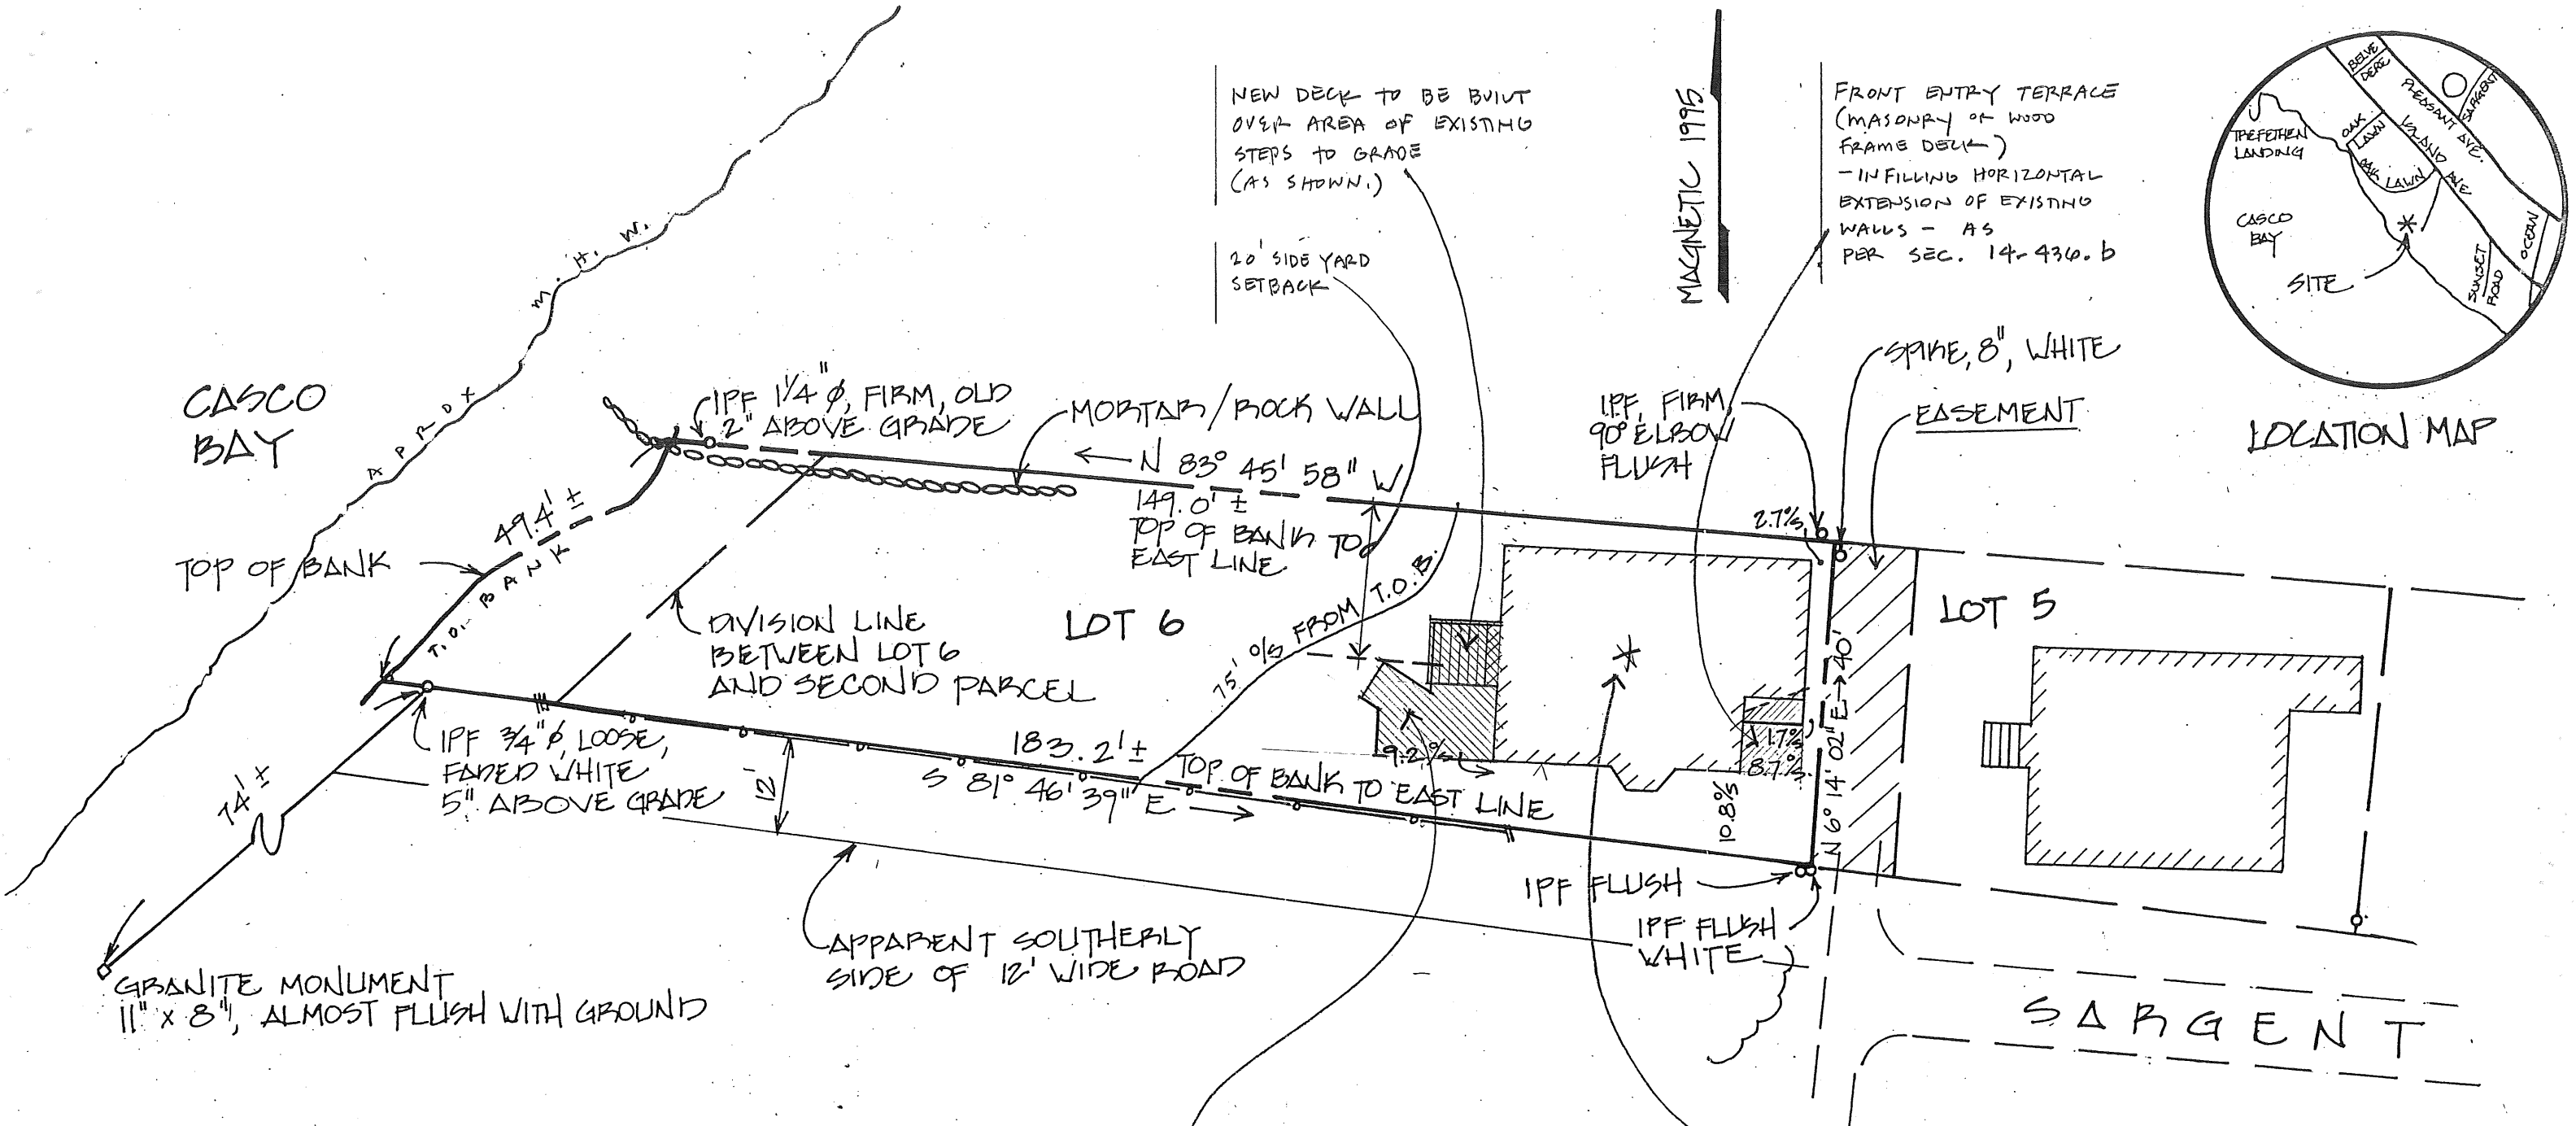 NEW DECK TO BE BUILT
OVER AREA OF EXISTING
STEPS TO GRADE
(AS SHOWN.)
20' SIDE YARD
SETBACK
MAGNETIC 1995
FRONT ENTRY TERRACE
(MASONRY OR WOOD
FRAME DECK)
- INFILLING HORIZONTAL
EXTENSION OF EXISTING
WALLS - AS
PER SEC. 14-436.b
BELVE
DERE
PLEASANT AVE.
SARGENT
ISLAND AVE
OAK
LAWN
OAK LAWN
TREFETHEN
LANDING
CASCO
BAY
SITE
SUNSET
ROAD
OCEAN
LOCATION MAP
CASCO
BAY
APROX
M.H.W.
IPF 1 1/4" Ø, FIRM, OLD
2" ABOVE GRADE
MORTAR/ROCK WALL
N 83° 45' 58" W
149.0' ±
TOP OF BANK TO
EAST LINE
IPF, FIRM,
90° ELBOW
FLUSH
SPIKE, 8", WHITE
EASEMENT
2.7%
49.4' ±
TOP OF BANK
T.O. BANK
DIVISION LINE
BETWEEN LOT 6
AND SECOND PARCEL
LOT 6
75' O/S FROM T.O.B.
LOT 5
N 6° 14' 02" E → 40'
9.2 O/S
17%
8.7%
10.8 O/S
IPF 3/4" Ø, LOOSE,
FADED WHITE,
5" ABOVE GRADE
74' ±
12'
183.2' ±
TOP OF BANK TO EAST LINE
S 81° 46' 39" E
IPF FLUSH
IPF FLUSH
WHITE
APPARENT SOUTHERLY
SIDE OF 12' WIDE ROAD
GRANITE MONUMENT
11" x 8", ALMOST FLUSH WITH GROUND
SARGENT